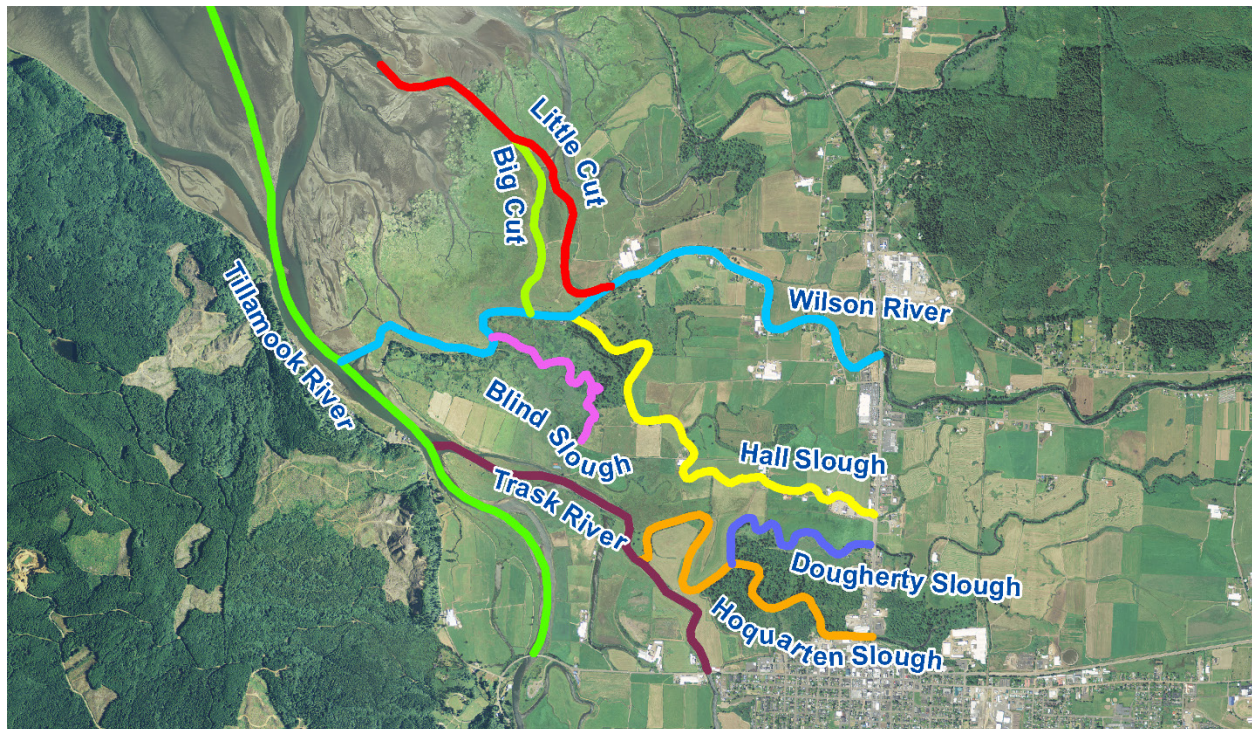 Little Cut
Big Cut
Tillamook River
Wilson River
Blind Slough
Hall Slough
Trask River
Dougherty Slough
Hoquarten Slough